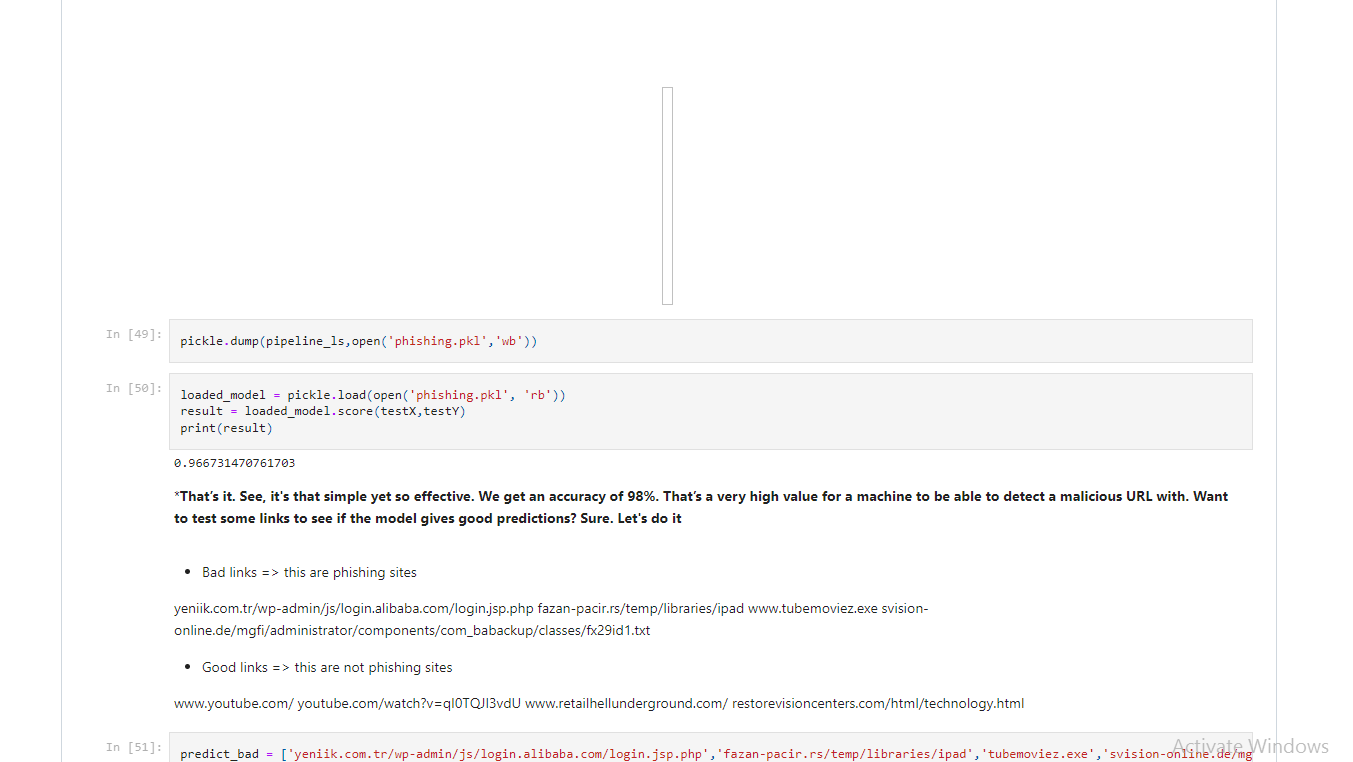 In [49]:
pickle.dump(pipeline_ls,open('phishing.pkl','wb'))
In [50]:
loaded_model = pickle.load(open('phishing.pkl', 'rb'))
result = loaded_model.score(testX,testY)
print(result)
0.966731470761703
*That's it. See, it's that simple yet so effective. We get an accuracy of 98%. That's a very high value for a machine to be able to detect a malicious URL with. Want
to test some links to see if the model gives good predictions? Sure. Let's do it
• Bad links => this are phishing sites
yeniik.com.tr/wp-admin/js/login.alibaba.com/login.jsp.php fazan-pacir.rs/temp/libraries/ipad www.tubemoviez.exe svision-
online.de/mgfi/administrator/components/com_babackup/classes/fx29id1.txt
• Good links => this are not phishing sites
www.youtube.com/ youtube.com/watch?v=qI0TQJI3vdU www.retailhellunderground.com/ restorevisioncenters.com/html/technology.html
In [51]:
predict_bad = ['yeniik.com.tr/wp-admin/js/login.alibaba.com/login.jsp.php','fazan-pacir.rs/temp/libraries/ipad','tubemoviez.exe','svision-online.de/mg
Activate Windows